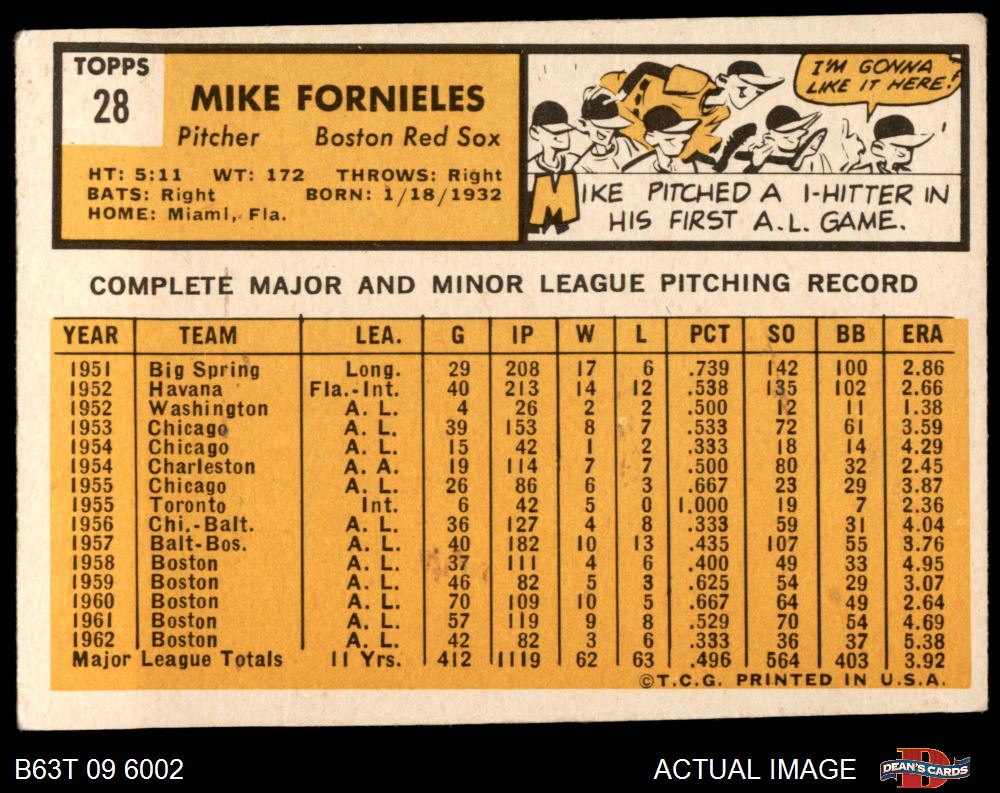 TOPPS
28
MIKE FORNIELES
Pitcher Boston Red Sox
HT: 5:11 WT: 172 THROWS: Right
BATS: Right BORN: 1/18/1932
HOME: Miami, Fla.
I'M GONNA
LIKE IT HERE!
MIKE PITCHED A 1-HITTER IN
HIS FIRST A.L. GAME.
COMPLETE MAJOR AND MINOR LEAGUE PITCHING RECORD
YEAR TEAM LEA. G IP W L PCT SO BB ERA
1951 Big Spring Long. 29 208 17 6 .739 142 100 2.86
1952 Havana Fla.-Int. 40 213 14 12 .538 135 102 2.66
1952 Washington A. L. 4 26 2 2 .500 12 11 1.38
1953 Chicago A. L. 39 153 8 7 .533 72 61 3.59
1954 Chicago A. L. 15 42 1 2 .333 18 14 4.29
1954 Charleston A. A. 19 114 7 7 .500 80 32 2.45
1955 Chicago A. L. 26 86 6 3 .667 23 29 3.87
1955 Toronto Int. 6 42 5 0 1.000 19 7 2.36
1956 Chi.-Balt. A. L. 36 127 4 8 .333 59 31 4.04
1957 Balt-Bos. A. L. 40 182 10 13 .435 107 55 3.76
1958 Boston A. L. 37 111 4 6 .400 49 33 4.95
1959 Boston A. L. 46 82 5 3 .625 54 29 3.07
1960 Boston A. L. 70 109 10 5 .667 64 49 2.64
1961 Boston A. L. 57 119 9 8 .529 70 54 4.69
1962 Boston A. L. 42 82 3 6 .333 36 37 5.38
Major League Totals 11 Yrs. 412 1119 62 63 .496 564 403 3.92
©T.C.G. PRINTED IN U.S.A.
B63T 09 6002 ACTUAL IMAGE DEAN'S CARDS